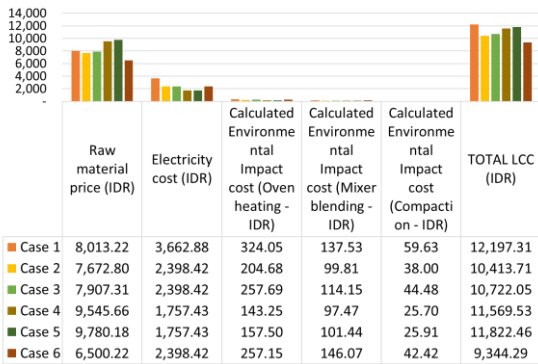 14,000
12,000
10,000
8,000
6,000
4,000
2,000
-
Raw
material
price (IDR)
Electricity
cost (IDR)
Calculated
Environme
ntal
Impact
cost (Oven
heating -
IDR)
Calculated
Environme
ntal
Impact
cost (Mixer
blending -
IDR)
Calculated
Environme
ntal
Impact
cost
(Compacti
on - IDR)
TOTAL LCC
(IDR)
Case 1 8,013.22 3,662.88 324.05 137.53 59.63 12,197.31
Case 2 7,672.80 2,398.42 204.68 99.81 38.00 10,413.71
Case 3 7,907.31 2,398.42 257.69 114.15 44.48 10,722.05
Case 4 9,545.66 1,757.43 143.25 97.47 25.70 11,569.53
Case 5 9,780.18 1,757.43 157.50 101.44 25.91 11,822.46
Case 6 6,500.22 2,398.42 257.15 146.07 42.42 9,344.29